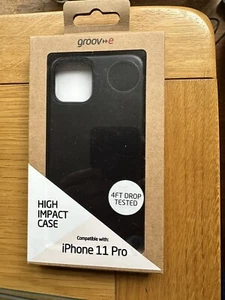 groov••e
HIGH
IMPACT
CASE
4FT DROP
TESTED
Compatible with:
iPhone 11 Pro